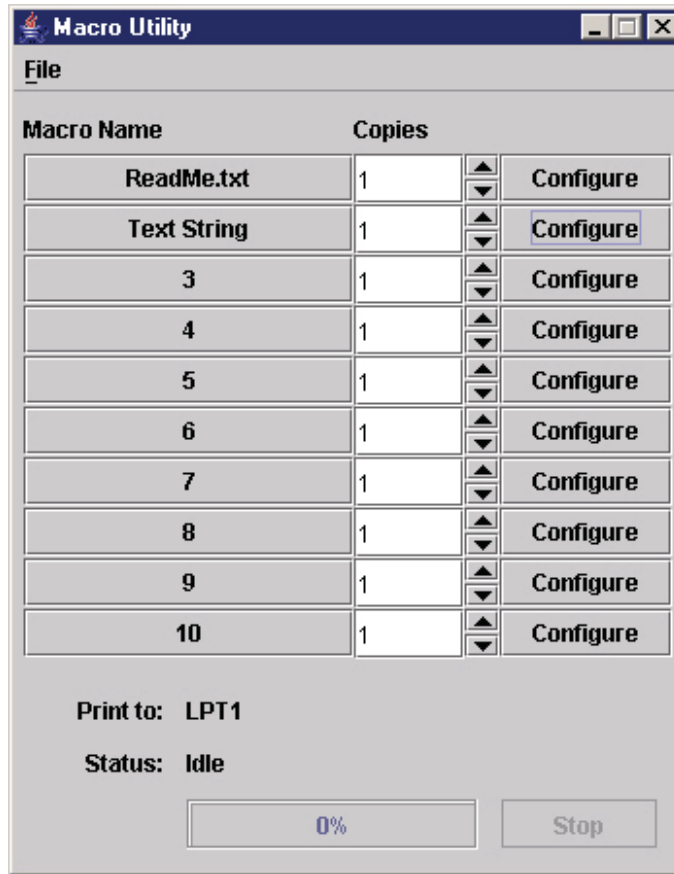 Macro Utility
File
Macro Name Copies
ReadMe.txt 1 Configure
Text String 1 Configure
3 1 Configure
4 1 Configure
5 1 Configure
6 1 Configure
7 1 Configure
8 1 Configure
9 1 Configure
10 1 Configure
Print to: LPT1
Status: Idle
0% Stop